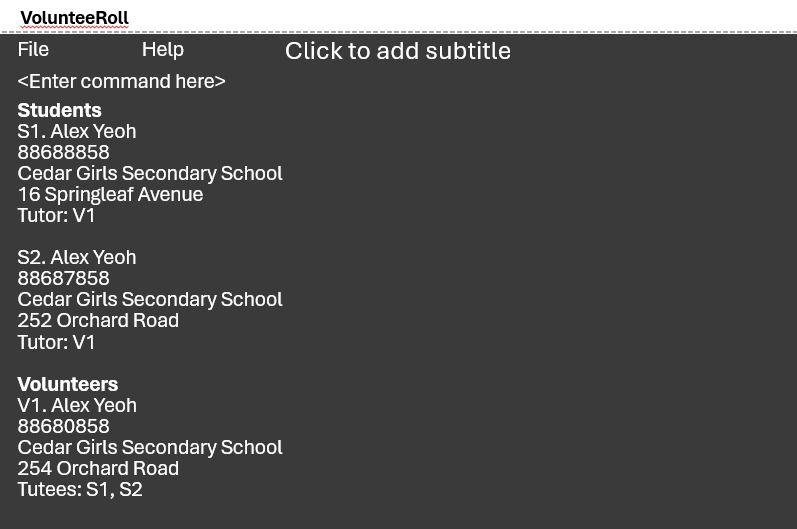 VolunteeRoll
File Help Click to add subtitle
<Enter command here>
Students
S1. Alex Yeoh
88688858
Cedar Girls Secondary School
16 Springleaf Avenue
Tutor: V1
S2. Alex Yeoh
88687858
Cedar Girls Secondary School
252 Orchard Road
Tutor: V1
Volunteers
V1. Alex Yeoh
88680858
Cedar Girls Secondary School
254 Orchard Road
Tutees: S1, S2